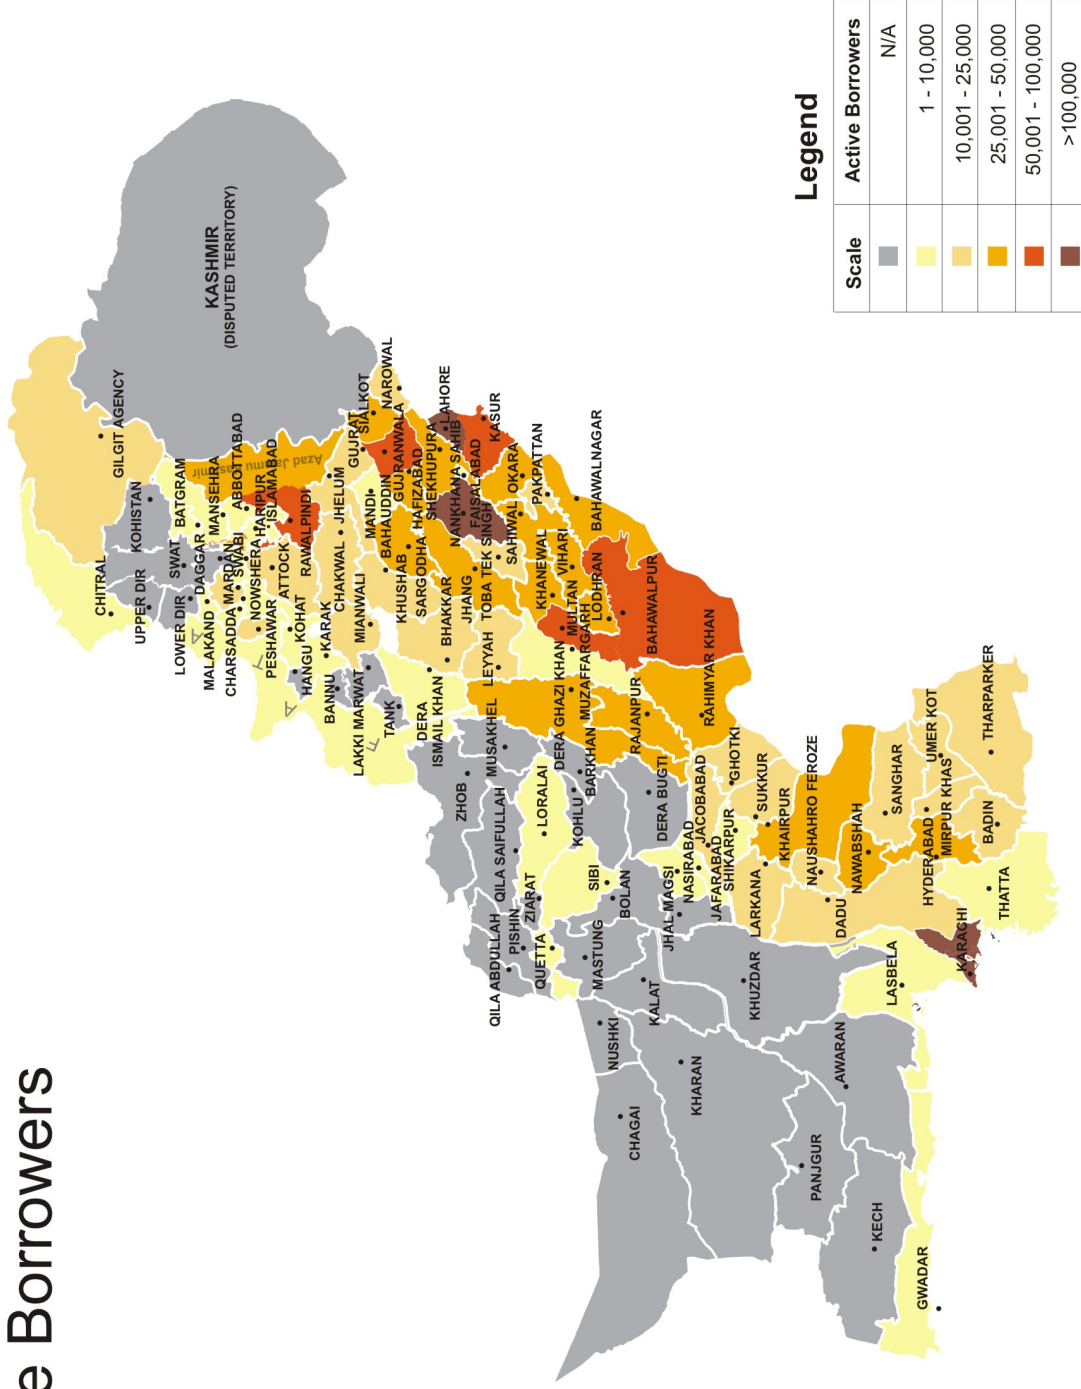 e Borrowers
Legend
Scale
Active Borrowers
N/A
1 - 10,000
10,001 - 25,000
25,001 - 50,000
50,001 - 100,000
>100,000
KASHMIR
(DISPUTED TERRITORY)
GILGIT AGENCY
CHITRAL
KOHISTAN
UPPER DIR
SWAT
LOWER DIR
DAGGAR
BATGRAM
MANSEHRA
ABBOTTABAD
Azad Jammu Kashmir
MALAKAND
CHARSADDA
MARDAN
SWABI
HARIPUR
ISLAMABAD
NOWSHERA
PESHAWAR
ATTOCK
RAWALPINDI
HANGU
KOHAT
KARAK
BANNU
LAKKI MARWAT
TANK
DERA
ISMAIL KHAN
F
A
T
A
CHAKWAL
JHELUM
MIANWALI
GUJRAT
SIALKOT
NAROWAL
MANDI
BAHAUDDIN
GUJRANWALA
HAFIZABAD
SHEKHUPURA
LAHORE
KASUR
NANKHANA SAHIB
FAISALABAD
KHUSHAB
SARGODHA
BHAKKAR
JHANG
TOBA TEK SINGH
LEYYAH
SAHIWAL
OKARA
PAKPATTAN
KHANEWAL
VIHARI
MULTAN
LODHRAN
BAHAWALNAGAR
BAHAWALPUR
RAHIMYAR KHAN
DERA GHAZI KHAN
MUZAFFARGARH
RAJANPUR
MUSAKHEL
ZHOB
QILA SAIFULLAH
LORALAI
BARKHAN
KOHLU
DERA BUGTI
QILA ABDULLAH
PISHIN
ZIARAT
QUETTA
SIBI
BOLAN
MASTUNG
JHAL MAGSI
NASIRABAD
JAFARABAD
NUSHKI
KALAT
KHUZDAR
CHAGAI
KHARAN
AWARAN
PANJGUR
KECH
GWADAR
LASBELA
JACOBABAD
SHIKARPUR
GHOTKI
SUKKUR
LARKANA
KHAIRPUR
NAUSHAHRO FEROZE
DADU
NAWABSHAH
SANGHAR
UMER KOT
MIRPUR KHAS
THARPARKER
HYDERABAD
BADIN
THATTA
KARACHI